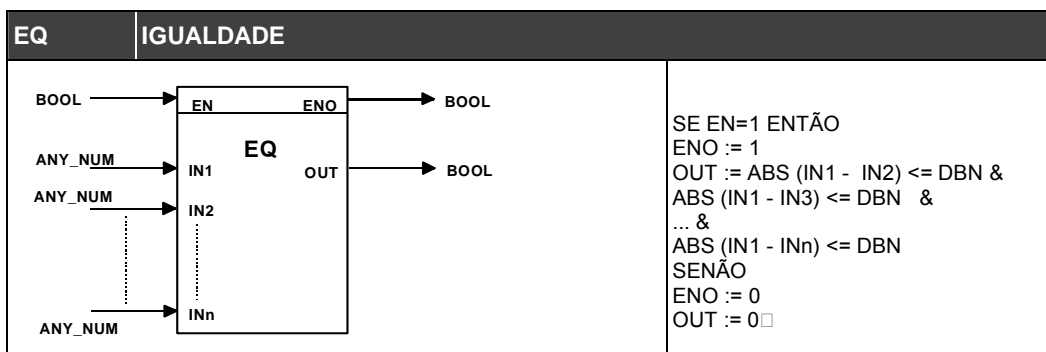 EQ IGUALDADE
BOOL EN ENO BOOL
EQ
ANY_NUM IN1 OUT BOOL
ANY_NUM IN2
ANY_NUM INn
SE EN=1 ENTÃO
ENO := 1
OUT := ABS (IN1 - IN2) <= DBN &
ABS (IN1 - IN3) <= DBN &
... &
ABS (IN1 - INn) <= DBN
SENÃO
ENO := 0
OUT := 0□